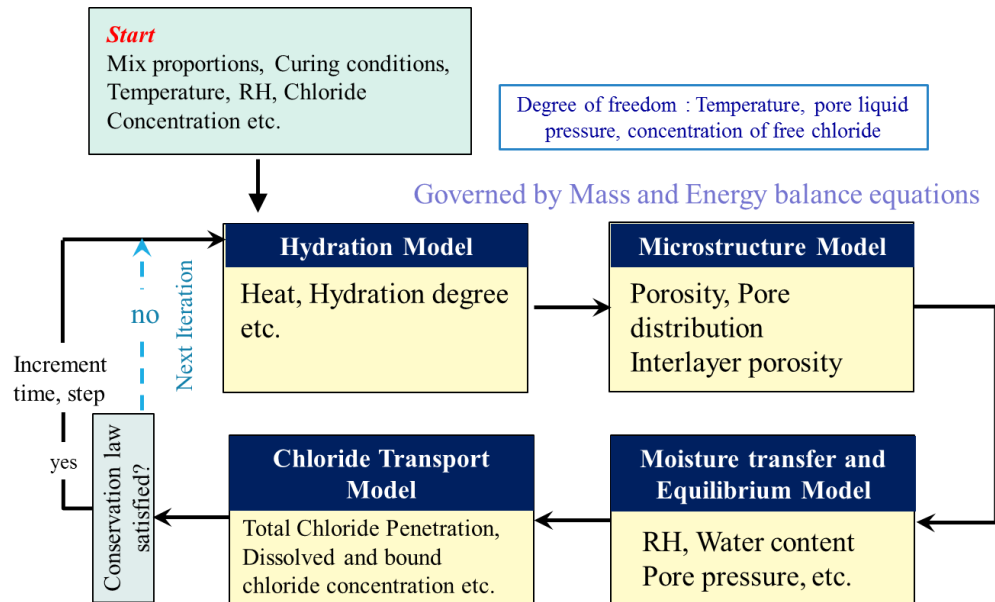 Start
Mix proportions, Curing conditions,
Temperature, RH, Chloride
Concentration etc.
Degree of freedom : Temperature, pore liquid
pressure, concentration of free chloride
Governed by Mass and Energy balance equations
Hydration Model
Heat, Hydration degree
etc.
Microstructure Model
Porosity, Pore
distribution
Interlayer porosity
no
Next Iteration
Increment
time, step
yes
Conservation law
satisfied?
Chloride Transport
Model
Total Chloride Penetration,
Dissolved and bound
chloride concentration etc.
Moisture transfer and
Equilibrium Model
RH, Water content
Pore pressure, etc.